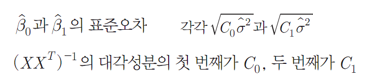 β̂₀과 β̂₁의 표준오차 각각 √(C₀σ̂²)과 √(C₁σ̂²)
(XXᵀ)⁻¹의 대각성분의 첫 번째가 C₀, 두 번째가 C₁